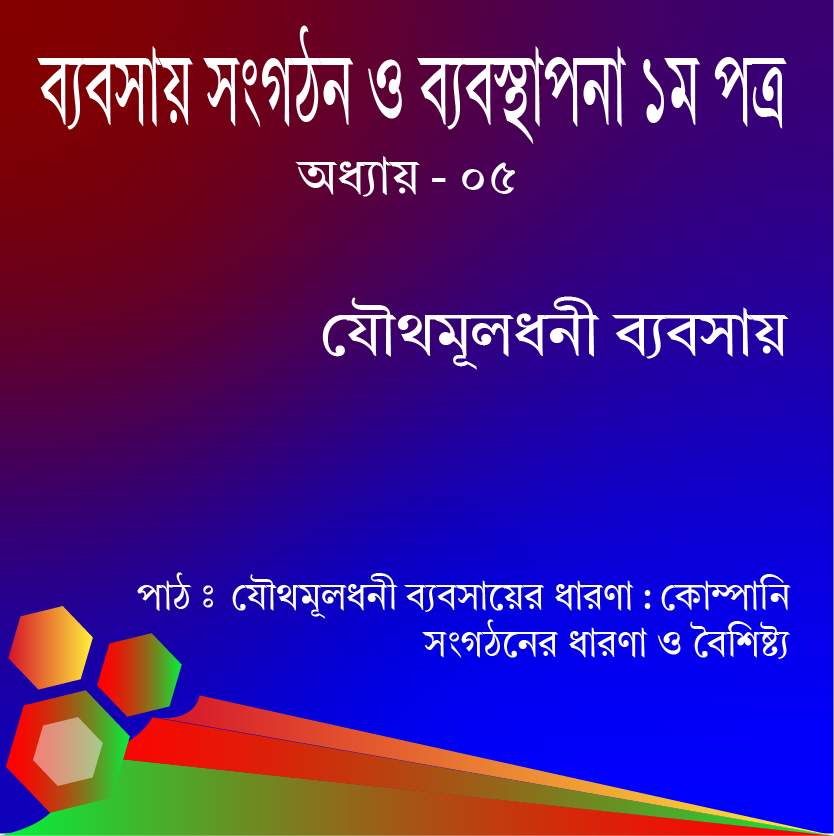 ব্যবসায় সংগঠন ও ব্যবস্থাপনা ১ম পত্র
অধ্যায় - ০৫
যৌথমূলধনী ব্যবসায়
পাঠ ঃ যৌথমূলধনী ব্যবসায়ের ধারণা : কোম্পানি
সংগঠনের ধারণা ও বৈশিষ্ট্য